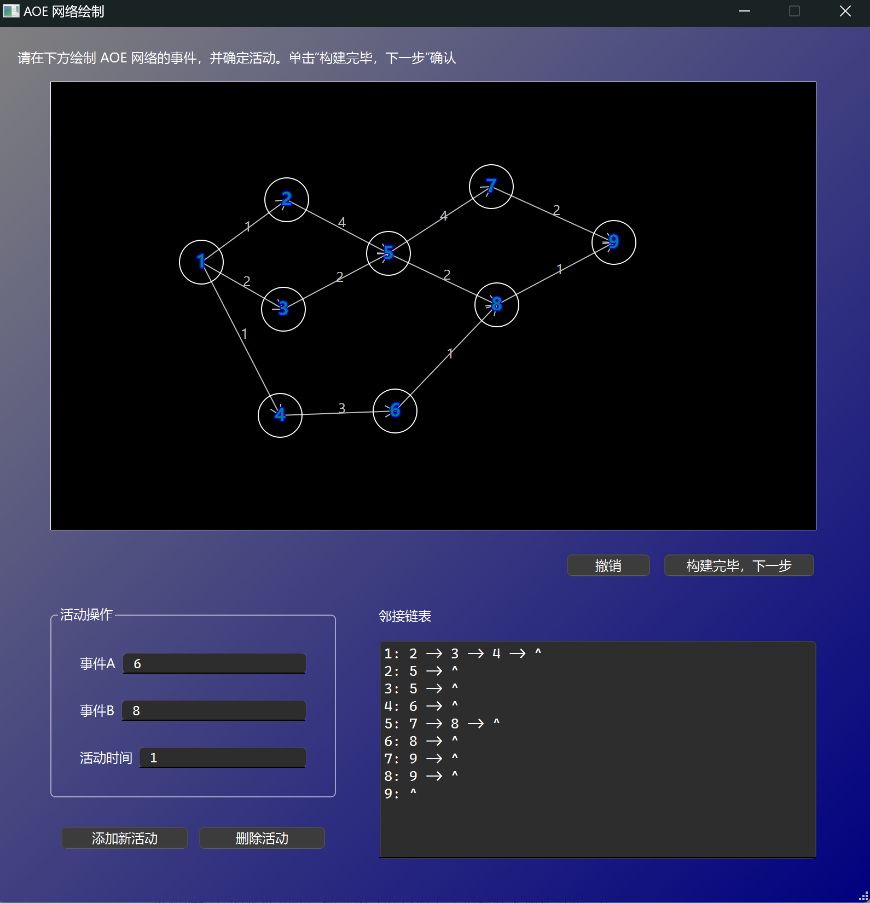 AOE 网络绘制
请在下方绘制 AOE 网络的事件，并确定活动。单击“构建完毕，下一步”确认
7
2
2
4
4
9
1
5
1
2
2
2
1
8
3
1
1
3
6
4
撤销
构建完毕，下一步
活动操作
事件A 6
事件B 8
活动时间 1
添加新活动
删除活动
邻接链表
1: 2 --> 3 --> 4 --> ^
2: 5 --> ^
3: 5 --> ^
4: 6 --> ^
5: 7 --> 8 --> ^
6: 8 --> ^
7: 9 --> ^
8: 9 --> ^
9: ^